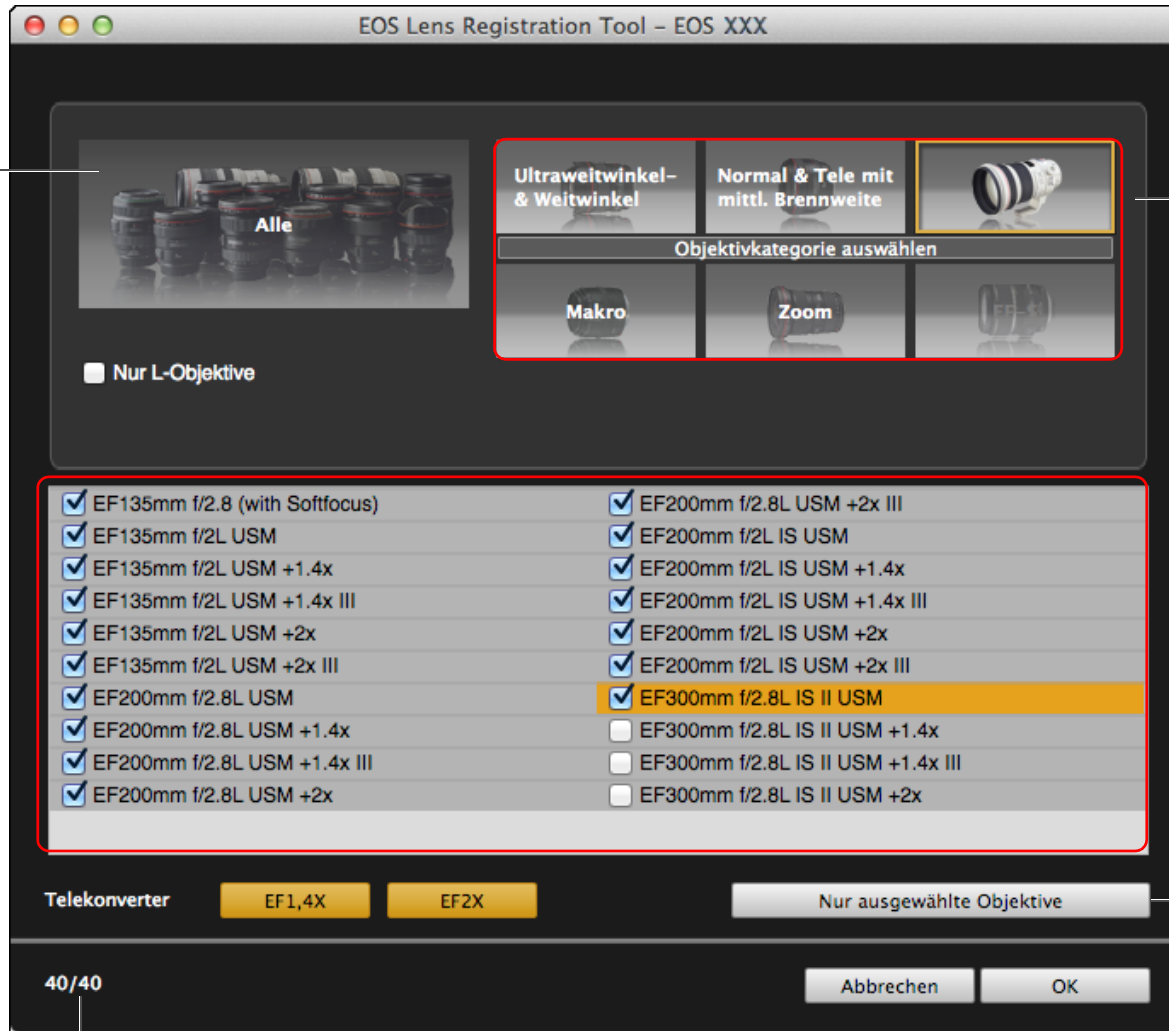 EOS Lens Registration Tool – EOS XXX
Alle
Ultraweitwinkel–
& Weitwinkel
Normal & Tele mit
mittl. Brennweite
Objektivkategorie auswählen
Makro
Zoom
EF-S
Nur L-Objektive
EF135mm f/2.8 (with Softfocus)
EF135mm f/2L USM
EF135mm f/2L USM +1.4x
EF135mm f/2L USM +1.4x III
EF135mm f/2L USM +2x
EF135mm f/2L USM +2x III
EF200mm f/2.8L USM
EF200mm f/2.8L USM +1.4x
EF200mm f/2.8L USM +1.4x III
EF200mm f/2.8L USM +2x
EF200mm f/2.8L USM +2x III
EF200mm f/2L IS USM
EF200mm f/2L IS USM +1.4x
EF200mm f/2L IS USM +1.4x III
EF200mm f/2L IS USM +2x
EF200mm f/2L IS USM +2x III
EF300mm f/2.8L IS II USM
EF300mm f/2.8L IS II USM +1.4x
EF300mm f/2.8L IS II USM +1.4x III
EF300mm f/2.8L IS II USM +2x
Telekonverter
EF1,4X
EF2X
Nur ausgewählte Objektive
40/40
Abbrechen
OK